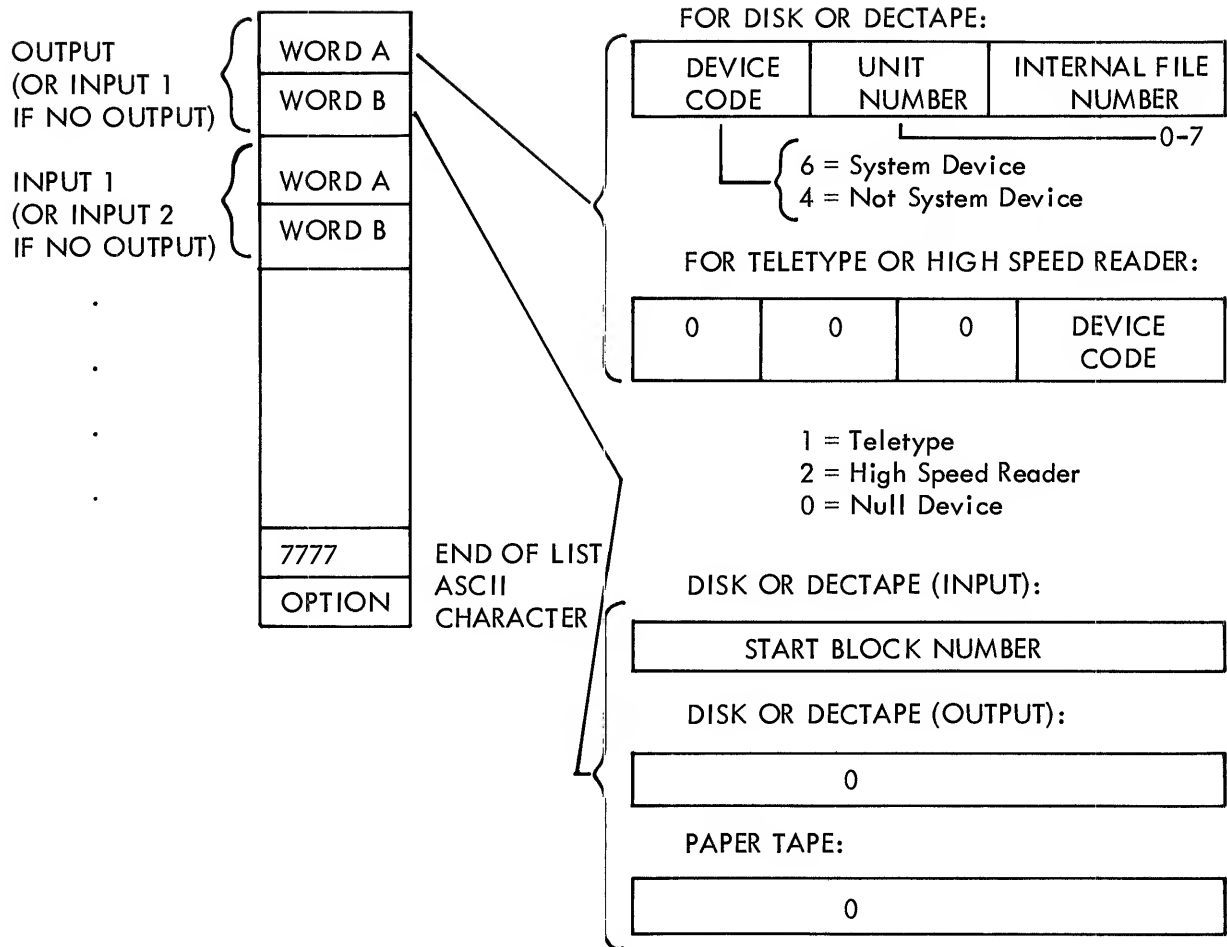 OUTPUT
(OR INPUT 1
IF NO OUTPUT)
WORD A
WORD B
INPUT 1
(OR INPUT 2
IF NO OUTPUT)
WORD A
WORD B
.
.
.
.
7777
END OF LIST
OPTION
ASCII
CHARACTER
FOR DISK OR DECTAPE:
DEVICE
CODE
UNIT
NUMBER
INTERNAL FILE
NUMBER
0-7
6 = System Device
4 = Not System Device
FOR TELETYPE OR HIGH SPEED READER:
0
0
0
DEVICE
CODE
1 = Teletype
2 = High Speed Reader
0 = Null Device
DISK OR DECTAPE (INPUT):
START BLOCK NUMBER
DISK OR DECTAPE (OUTPUT):
0
PAPER TAPE:
0